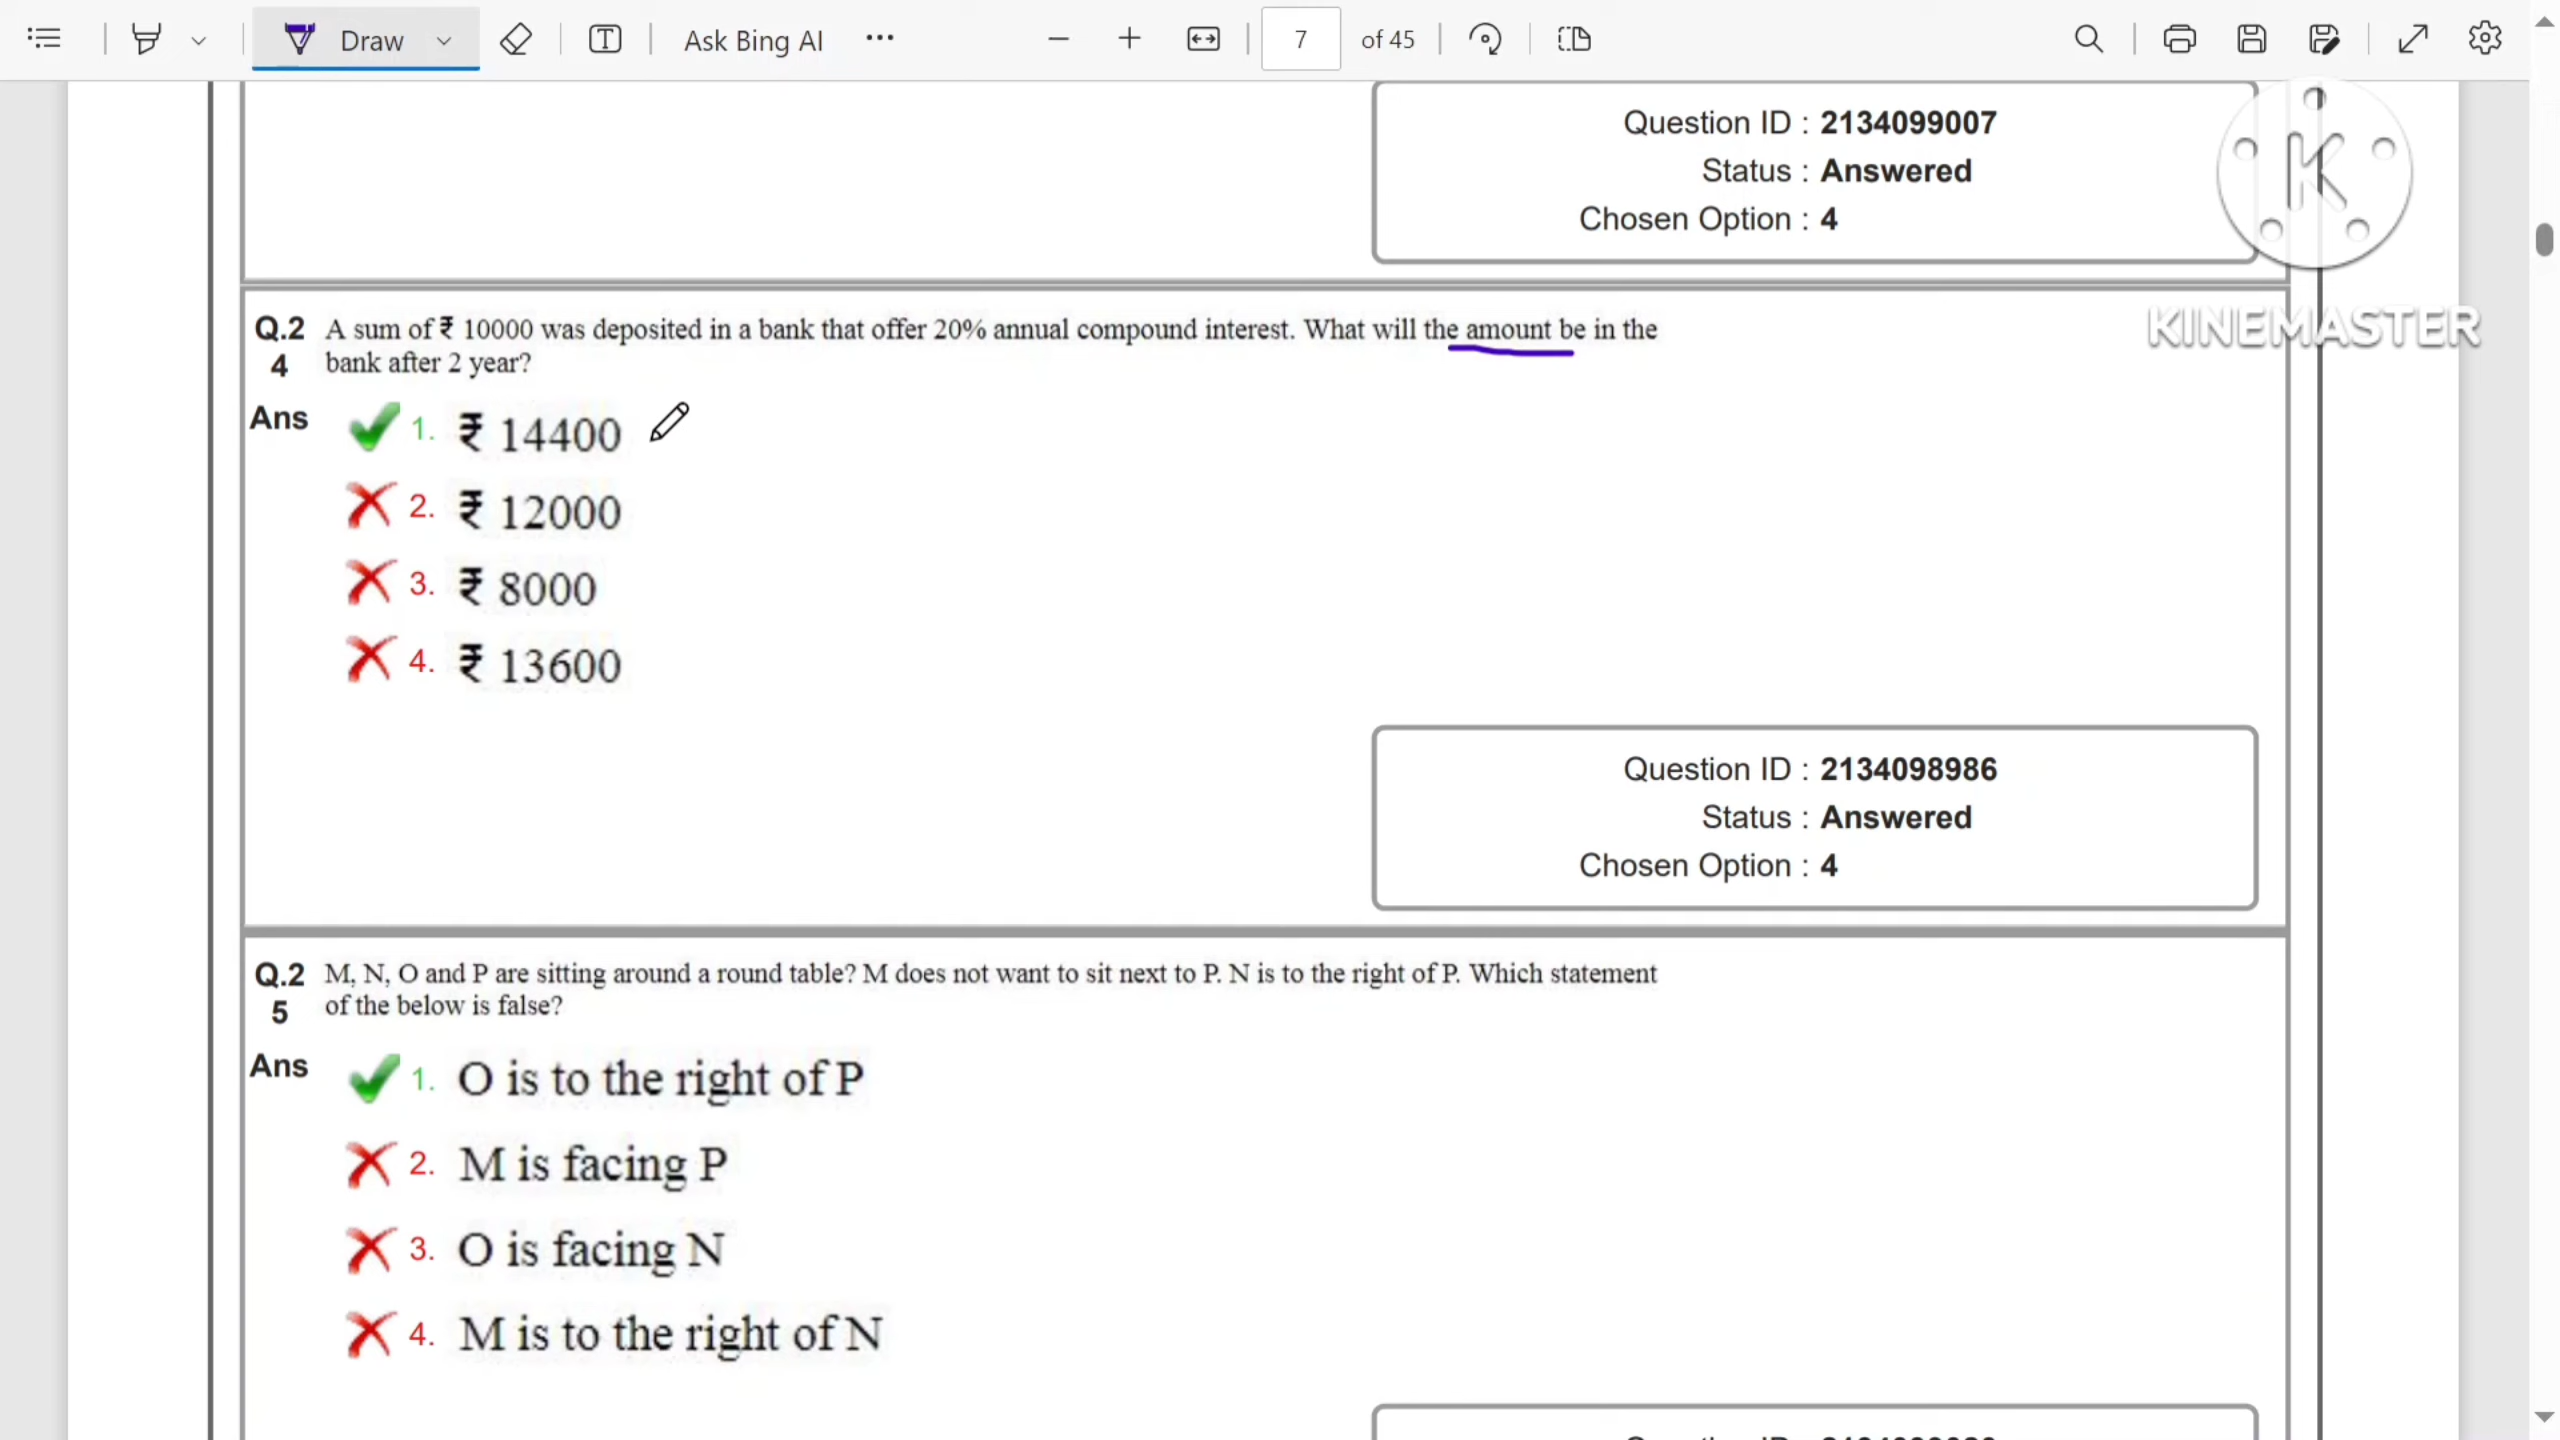 Draw
Ask Bing AI
7 of 45
Question ID : 2134099007
Status : Answered
Chosen Option : 4
K
KINEMASTER
Q.2 A sum of ₹ 10000 was deposited in a bank that offer 20% annual compound interest. What will the amount be in the
4 bank after 2 year?
Ans 1. ₹ 14400
2. ₹ 12000
3. ₹ 8000
4. ₹ 13600
Question ID : 2134098986
Status : Answered
Chosen Option : 4
Q.2 M, N, O and P are sitting around a round table? M does not want to sit next to P. N is to the right of P. Which statement
5 of the below is false?
Ans 1. O is to the right of P
2. M is facing P
3. O is facing N
4. M is to the right of N